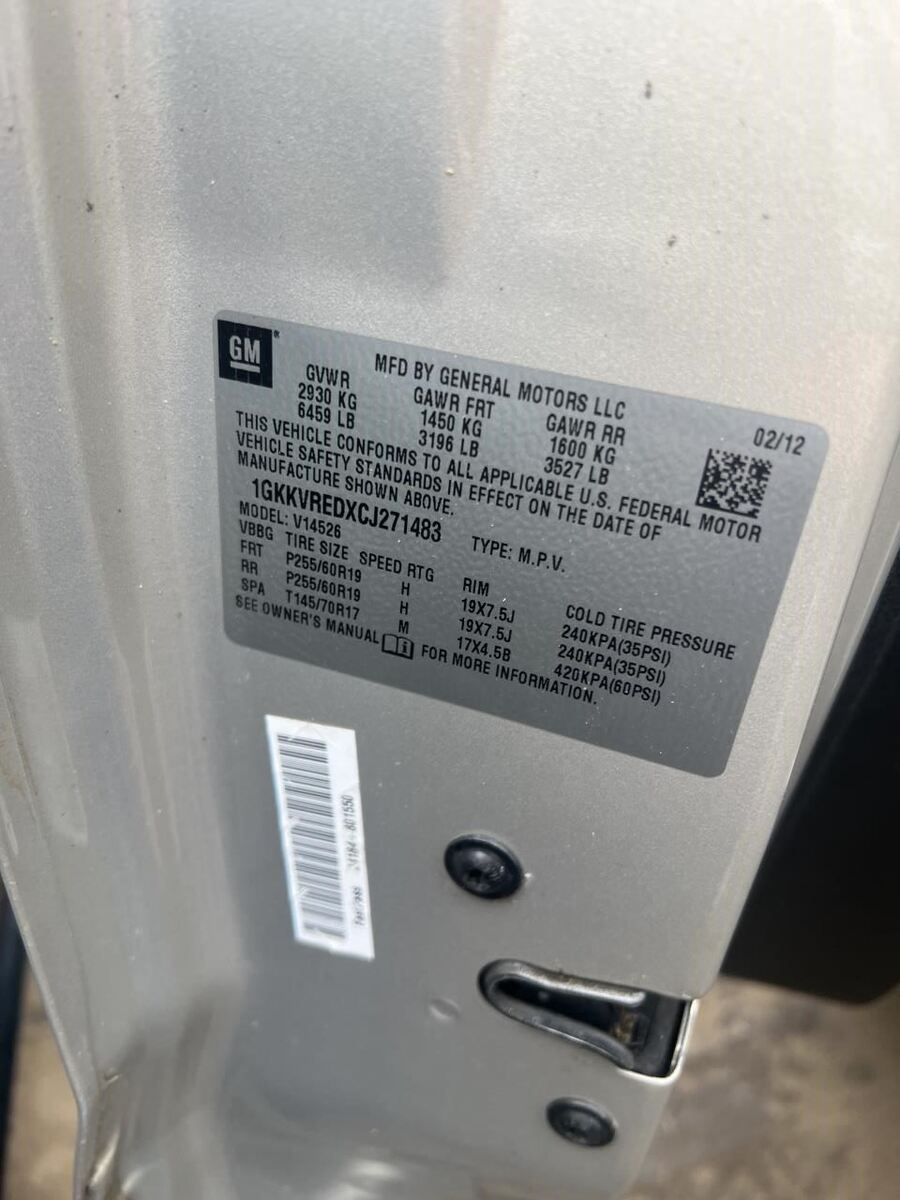 GM®
MFD BY GENERAL MOTORS LLC
02/12
GVWR GAWR FRT GAWR RR
2930 KG 1450 KG 1600 KG
6459 LB 3196 LB 3527 LB
THIS VEHICLE CONFORMS TO ALL APPLICABLE U.S. FEDERAL MOTOR
VEHICLE SAFETY STANDARDS IN EFFECT ON THE DATE OF
MANUFACTURE SHOWN ABOVE.
1GKKVREDXCJ271483 TYPE: M.P.V.
MODEL: V14526
VBBG TIRE SIZE SPEED RTG RIM COLD TIRE PRESSURE
FRT P255/60R19 H 19X7.5J 240KPA(35PSI)
RR P255/60R19 H 19X7.5J 240KPA(35PSI)
SPA T145/70R17 M 17X4.5B 420KPA(60PSI)
SEE OWNER'S MANUAL FOR MORE INFORMATION.